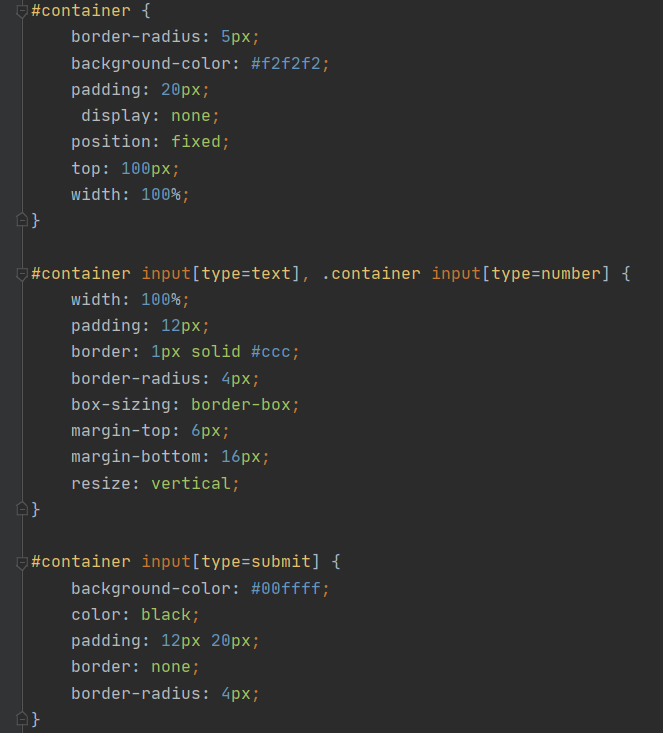 #container {
    border-radius: 5px;
    background-color: #f2f2f2;
    padding: 20px;
     display: none;
    position: fixed;
    top: 100px;
    width: 100%;
}

#container input[type=text], .container input[type=number] {
    width: 100%;
    padding: 12px;
    border: 1px solid #ccc;
    border-radius: 4px;
    box-sizing: border-box;
    margin-top: 6px;
    margin-bottom: 16px;
    resize: vertical;
}

#container input[type=submit] {
    background-color: #00ffff;
    color: black;
    padding: 12px 20px;
    border: none;
    border-radius: 4px;
}